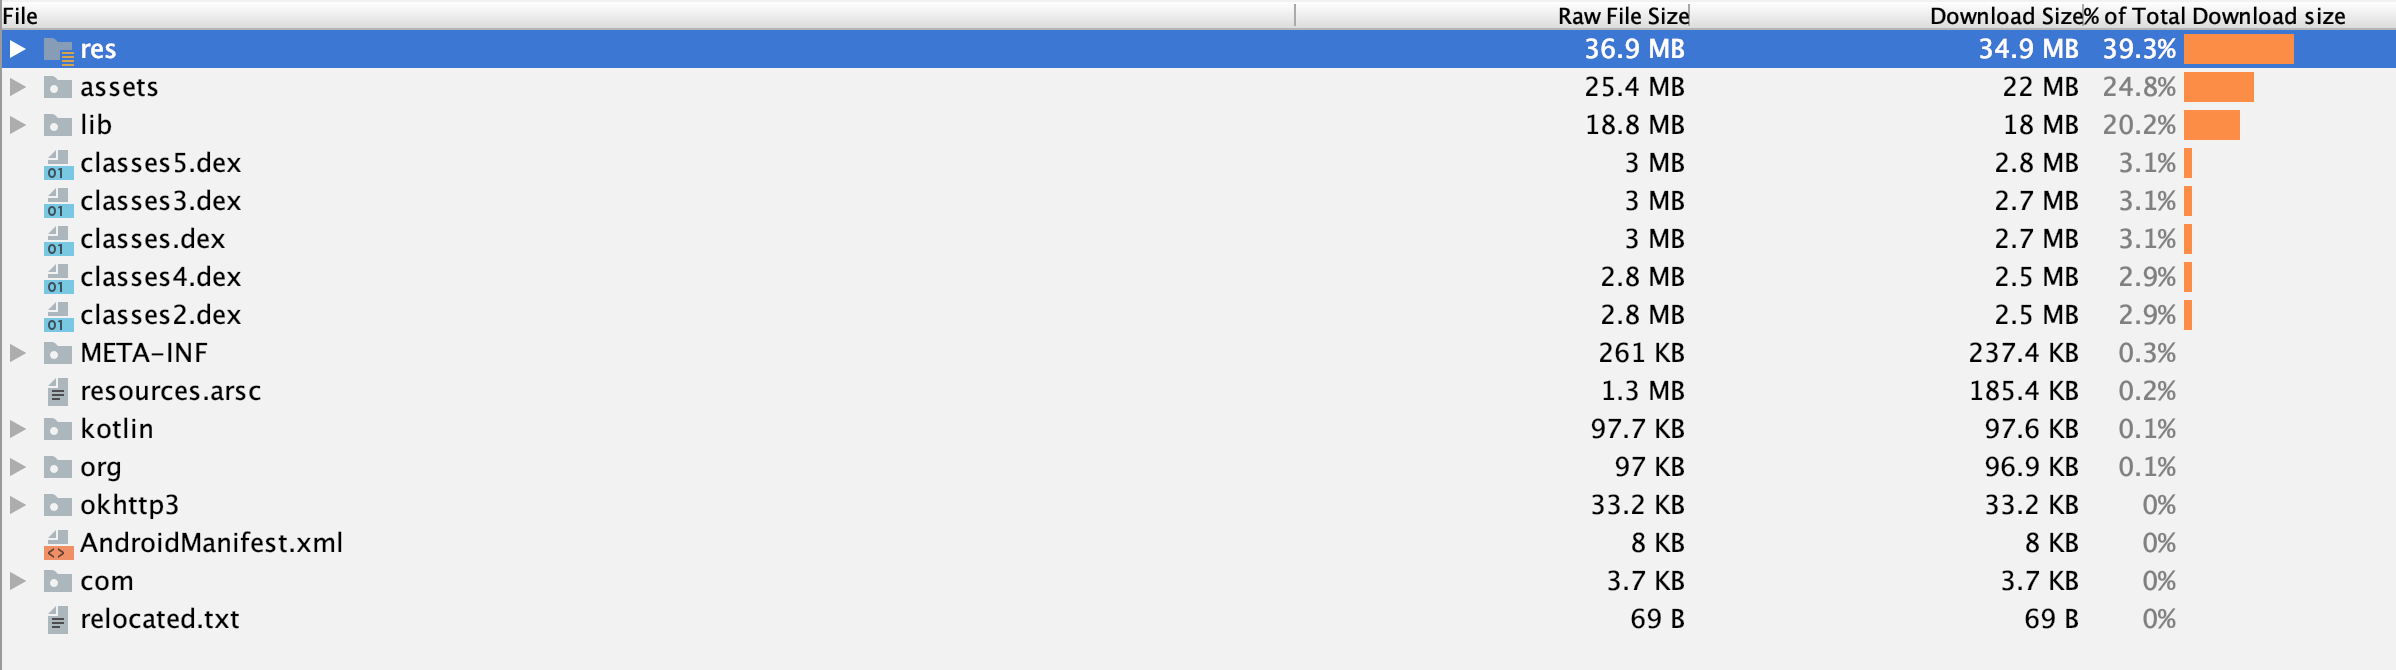 File Raw File Size Download Size % of Total Download size
res 36.9 MB 34.9 MB 39.3%
assets 25.4 MB 22 MB 24.8%
lib 18.8 MB 18 MB 20.2%
01 classes5.dex 3 MB 2.8 MB 3.1%
01 classes3.dex 3 MB 2.7 MB 3.1%
01 classes.dex 3 MB 2.7 MB 3.1%
01 classes4.dex 2.8 MB 2.5 MB 2.9%
01 classes2.dex 2.8 MB 2.5 MB 2.9%
META-INF 261 KB 237.4 KB 0.3%
resources.arsc 1.3 MB 185.4 KB 0.2%
kotlin 97.7 KB 97.6 KB 0.1%
org 97 KB 96.9 KB 0.1%
okhttp3 33.2 KB 33.2 KB 0%
<> AndroidManifest.xml 8 KB 8 KB 0%
com 3.7 KB 3.7 KB 0%
relocated.txt 69 B 69 B 0%